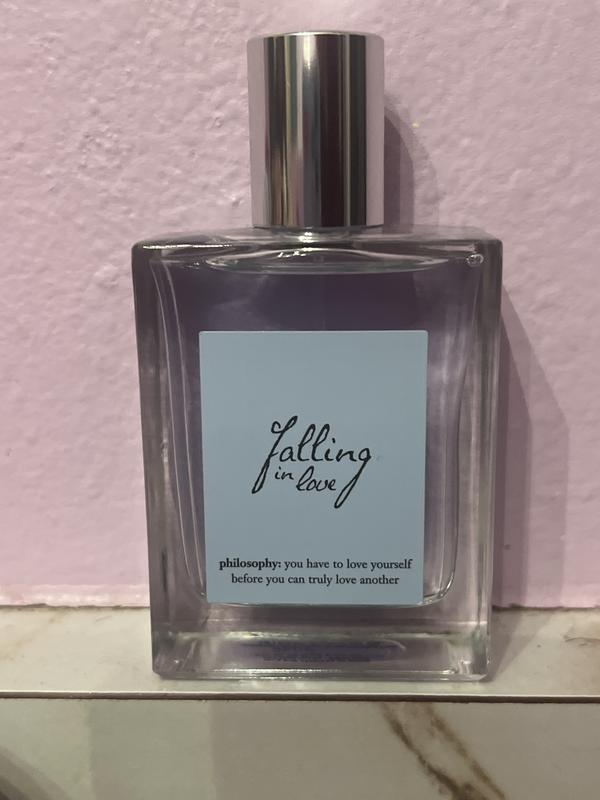 falling
in love
philosophy: you have to love yourself
before you can truly love another